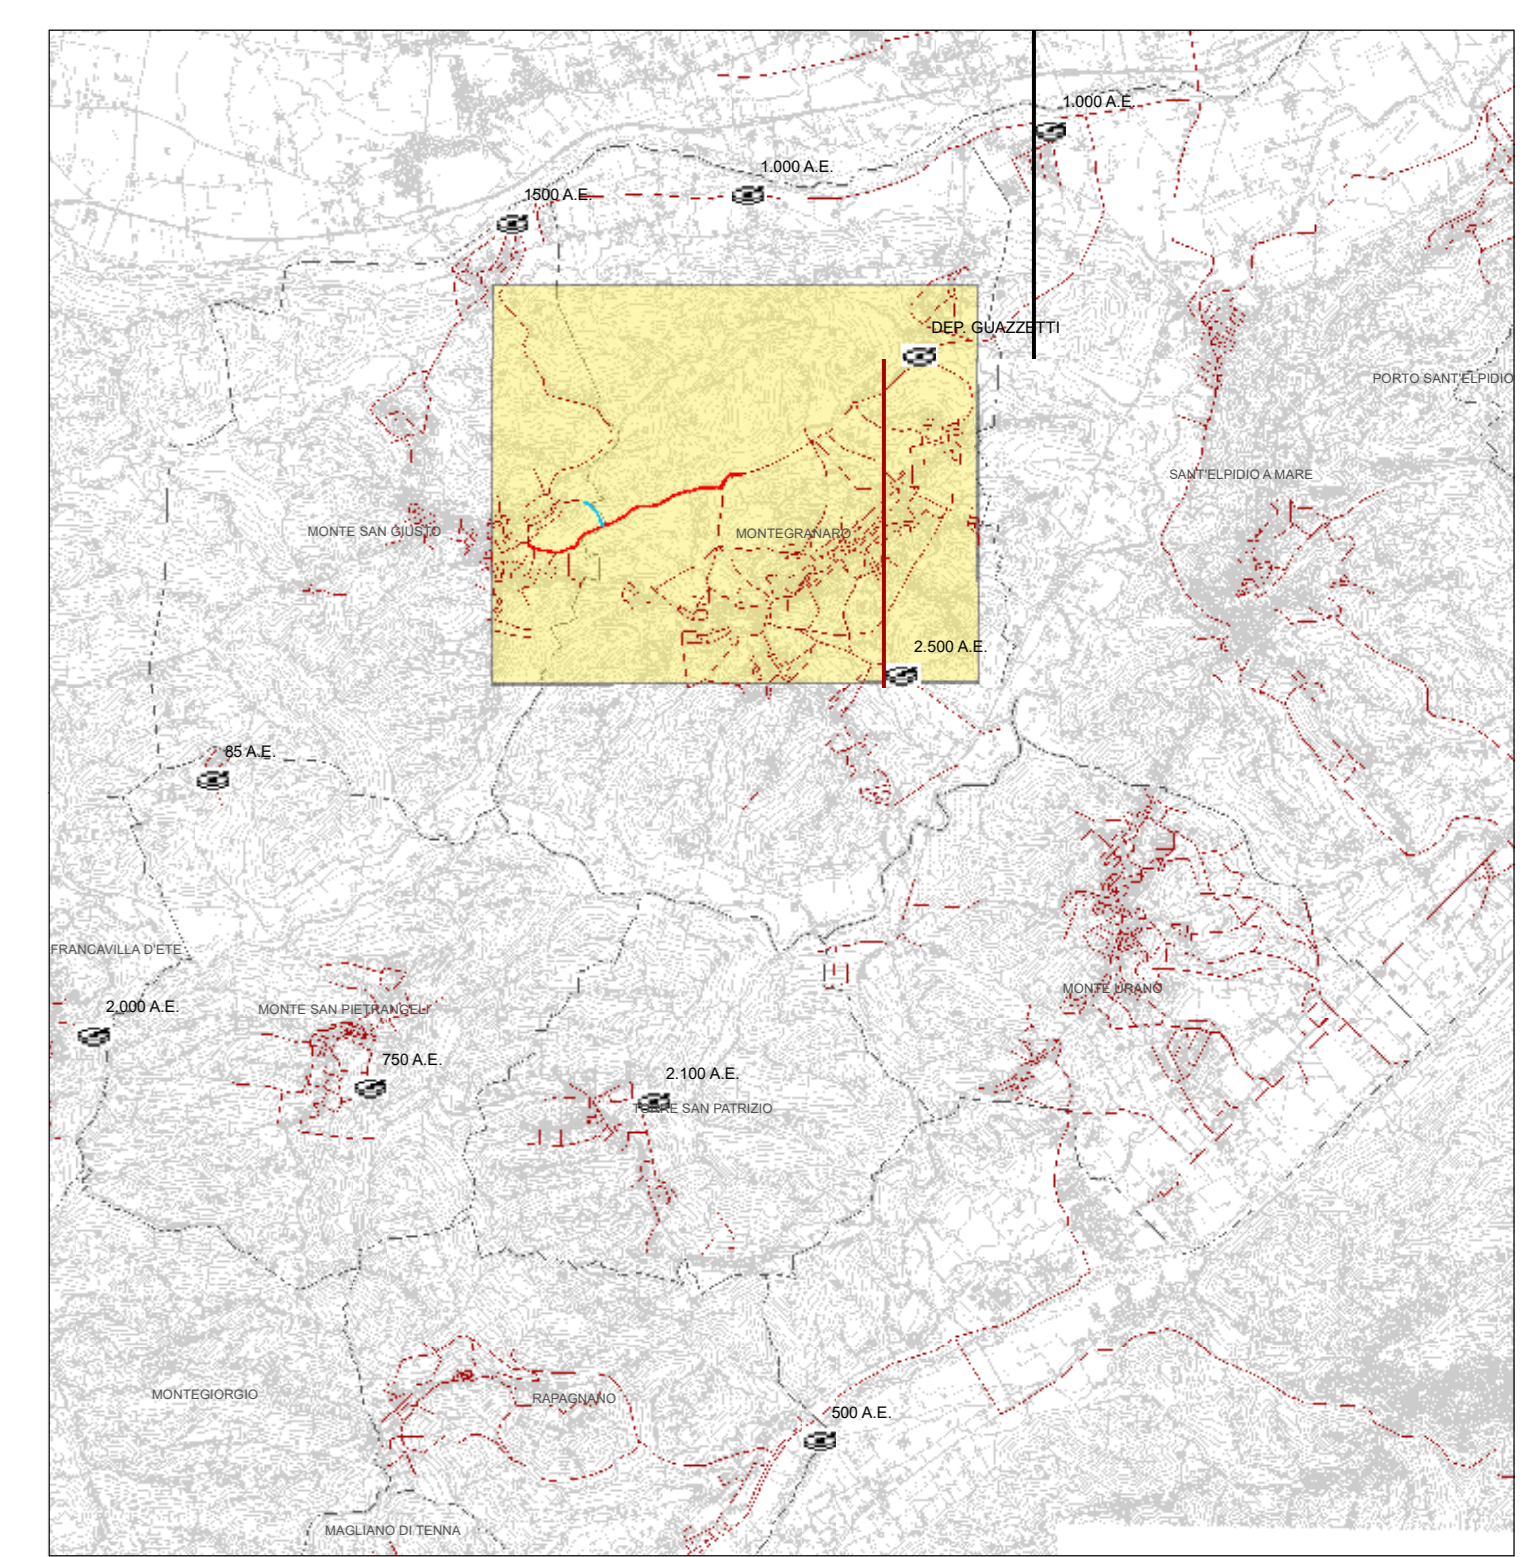 1.000 A.E.
1.000 A.E.
1500 A.E.
DEP. GUAZZETTI
PORTO SANT'ELPIDIO
SANT'ELPIDIO A MARE
MONTE SAN GIUSTO
MONTEGRANARO
2.500 A.E.
85 A.E.
FRANCAVILLA D'ETE
MONTE URANO
2.000 A.E.
MONTE SAN PIETRANGELI
750 A.E.
2.100 A.E.
TORRE SAN PATRIZIO
MONTEGIORGIO
RAPAGNANO
500 A.E.
MAGLIANO DI TENNA